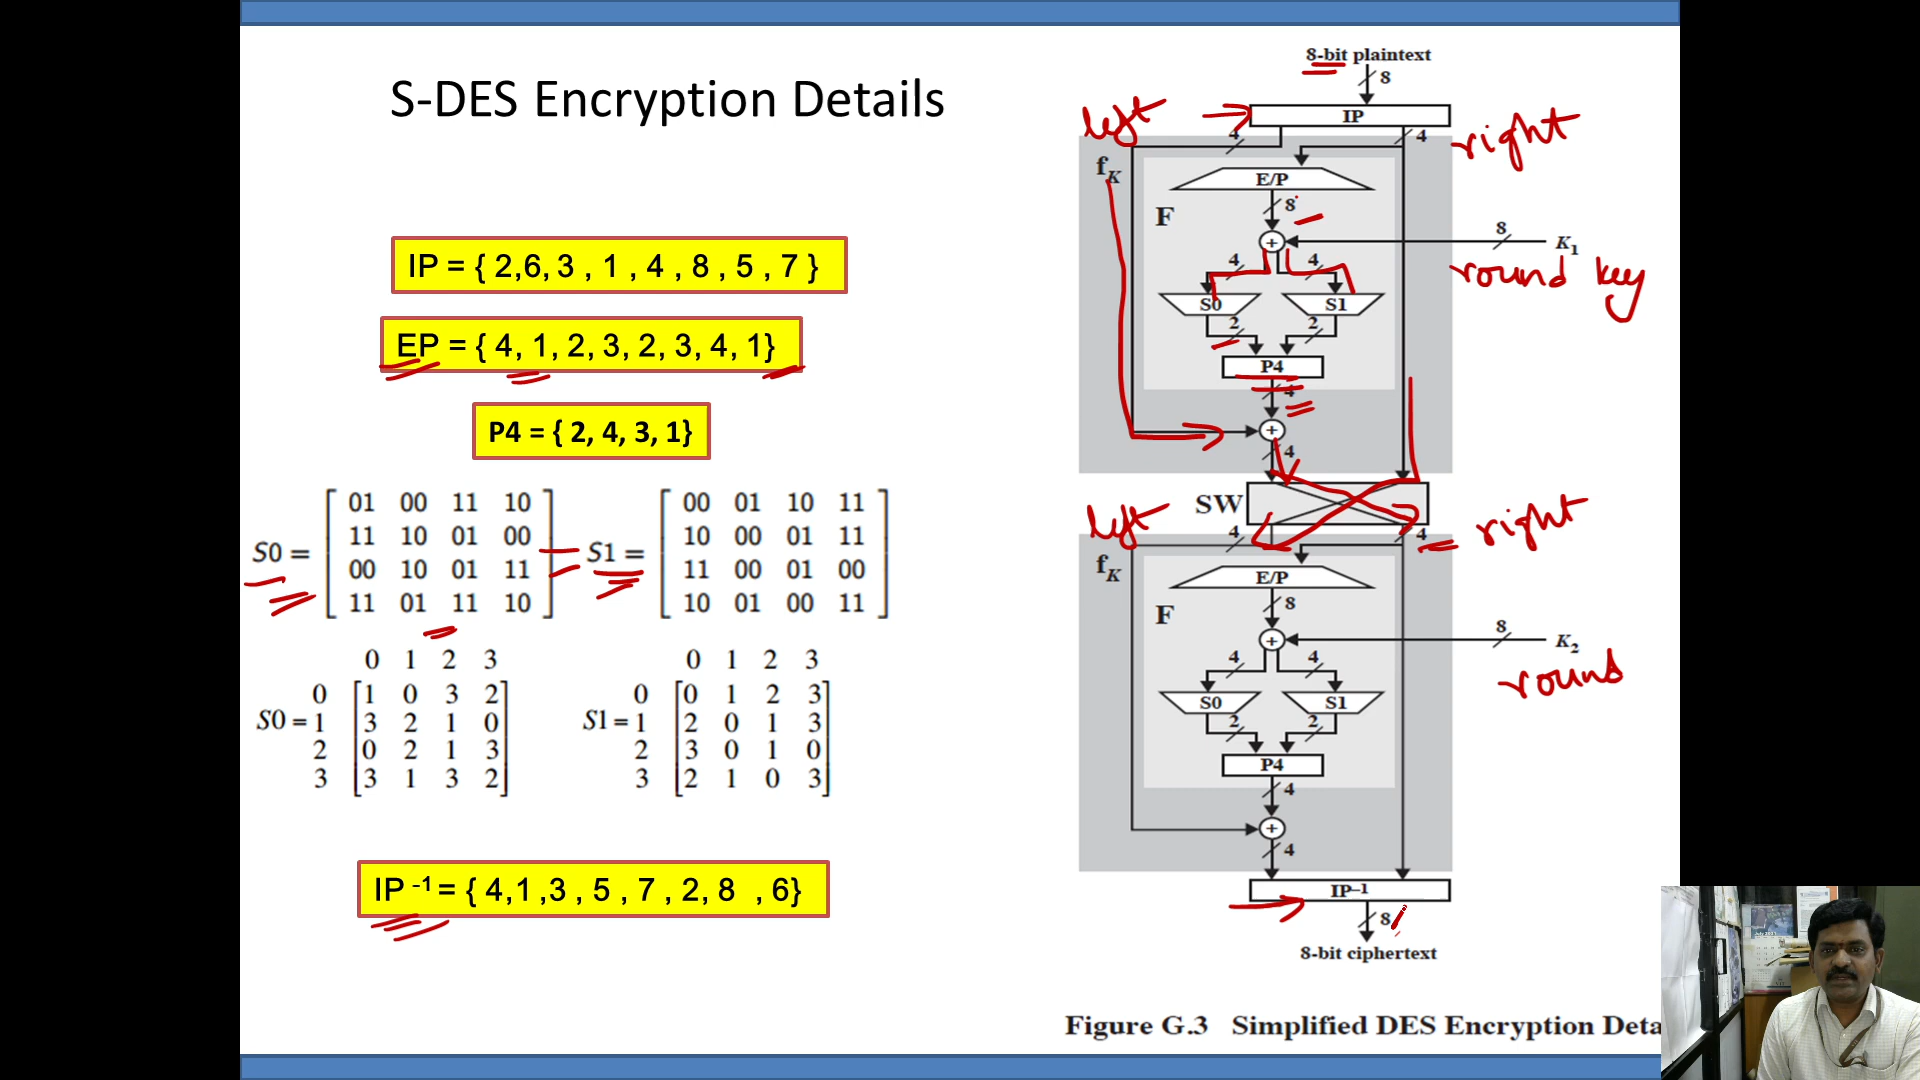 S-DES Encryption Details
IP = { 2,6, 3 , 1 , 4 , 8 , 5 , 7 }
EP = { 4, 1, 2, 3, 2, 3, 4, 1}
P4 = { 2, 4, 3, 1}
S0 =
01 00 11 10
11 10 01 00
00 10 01 11
11 01 11 10
S1 =
00 01 10 11
10 00 01 11
11 00 01 00
10 01 00 11
0 1 2 3
0 1 0 3 2
S0 = 1 3 2 1 0
2 0 2 1 3
3 3 1 3 2
0 1 2 3
0 0 1 2 3
S1 = 1 2 0 1 3
2 3 0 1 0
3 2 1 0 3
IP -1 = { 4,1 ,3 , 5 , 7 , 2, 8 , 6}
8-bit plaintext
8
IP
left
right
4
4
fK
E/P
F
8
8
K1
+
round key
4
4
S0
S1
2
2
P4
4
+
4
SW
left
right
4
4
fK
E/P
F
8
8
K2
+
round
4
4
S0
S1
2
2
P4
4
+
4
IP–1
8
8-bit ciphertext
Figure G.3 Simplified DES Encryption Deta